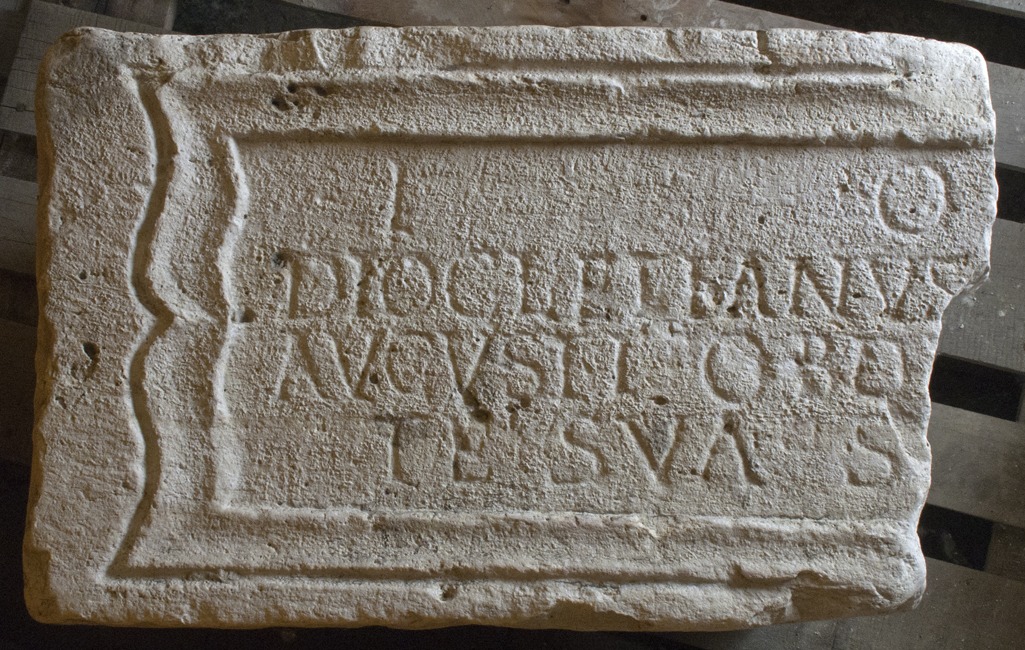 I O
DIOCLETIANVS
AVGVSTI L
TE SVA S